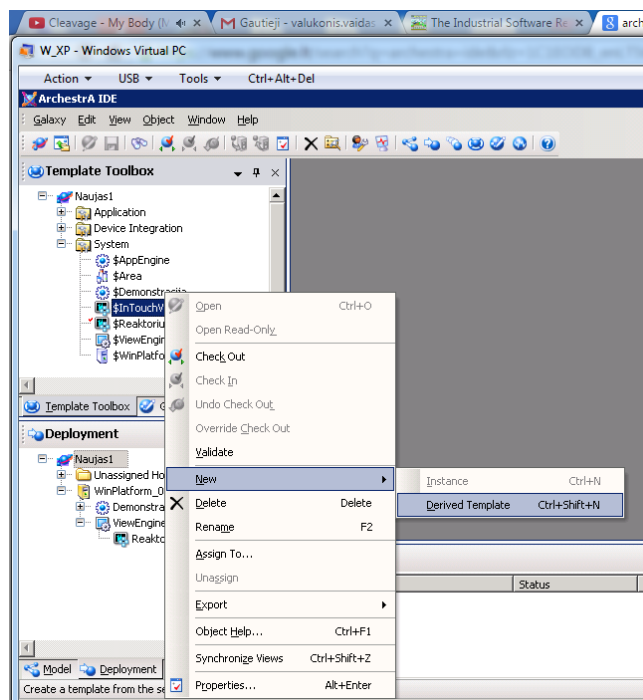 Cleavage - My Body (
Gautieji - valukonis.vaidas
The Industrial Software Re
arch
W_XP - Windows Virtual PC
Action USB Tools Ctrl+Alt+Del
ArchestrA IDE
Galaxy Edit View Object Window Help
Template Toolbox
Naujas1
Application
Device Integration
System
$AppEngine
$Area
$Demonstracija
$InTouchV
$Reaktoriu
$ViewEngin
$WinPlatfo
Template Toolbox G
Deployment
Naujas1
Unassigned Ho
WinPlatform_0
Demonstra
ViewEngine
Reakto
Model Deployment
Create a template from the se
Open Ctrl+O
Open Read-Only
Check Out
Check In
Undo Check Out
Override Check Out
Validate
New
Delete Delete
Rename F2
Assign To...
Unassign
Export
Object Help... Ctrl+F1
Synchronize Views Ctrl+Shift+Z
Properties... Alt+Enter
Instance Ctrl+N
Derived Template Ctrl+Shift+N
Status